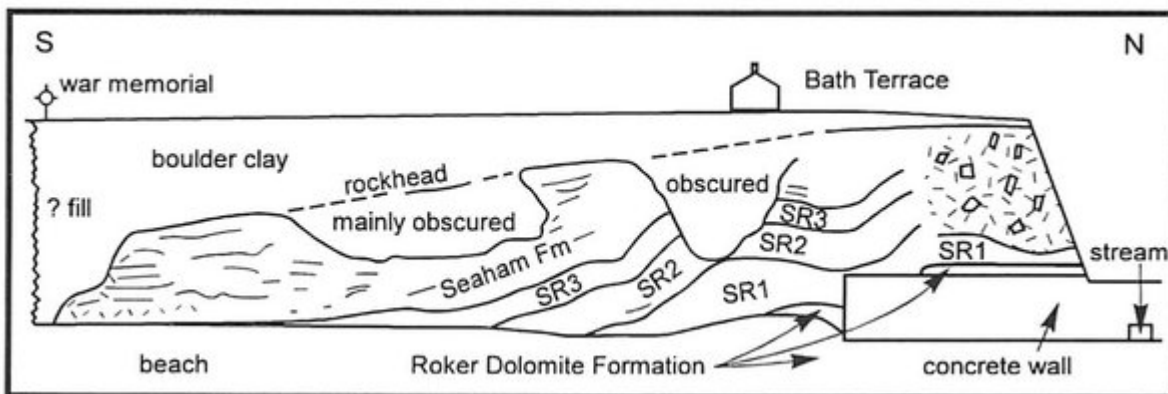 S
N
war memorial
Bath Terrace
boulder clay
rockhead
obscured
? fill
mainly obscured
SR3
SR2
SR1
stream
Seaham Fm
SR3
SR2
SR1
Roker Dolomite Formation
beach
concrete wall